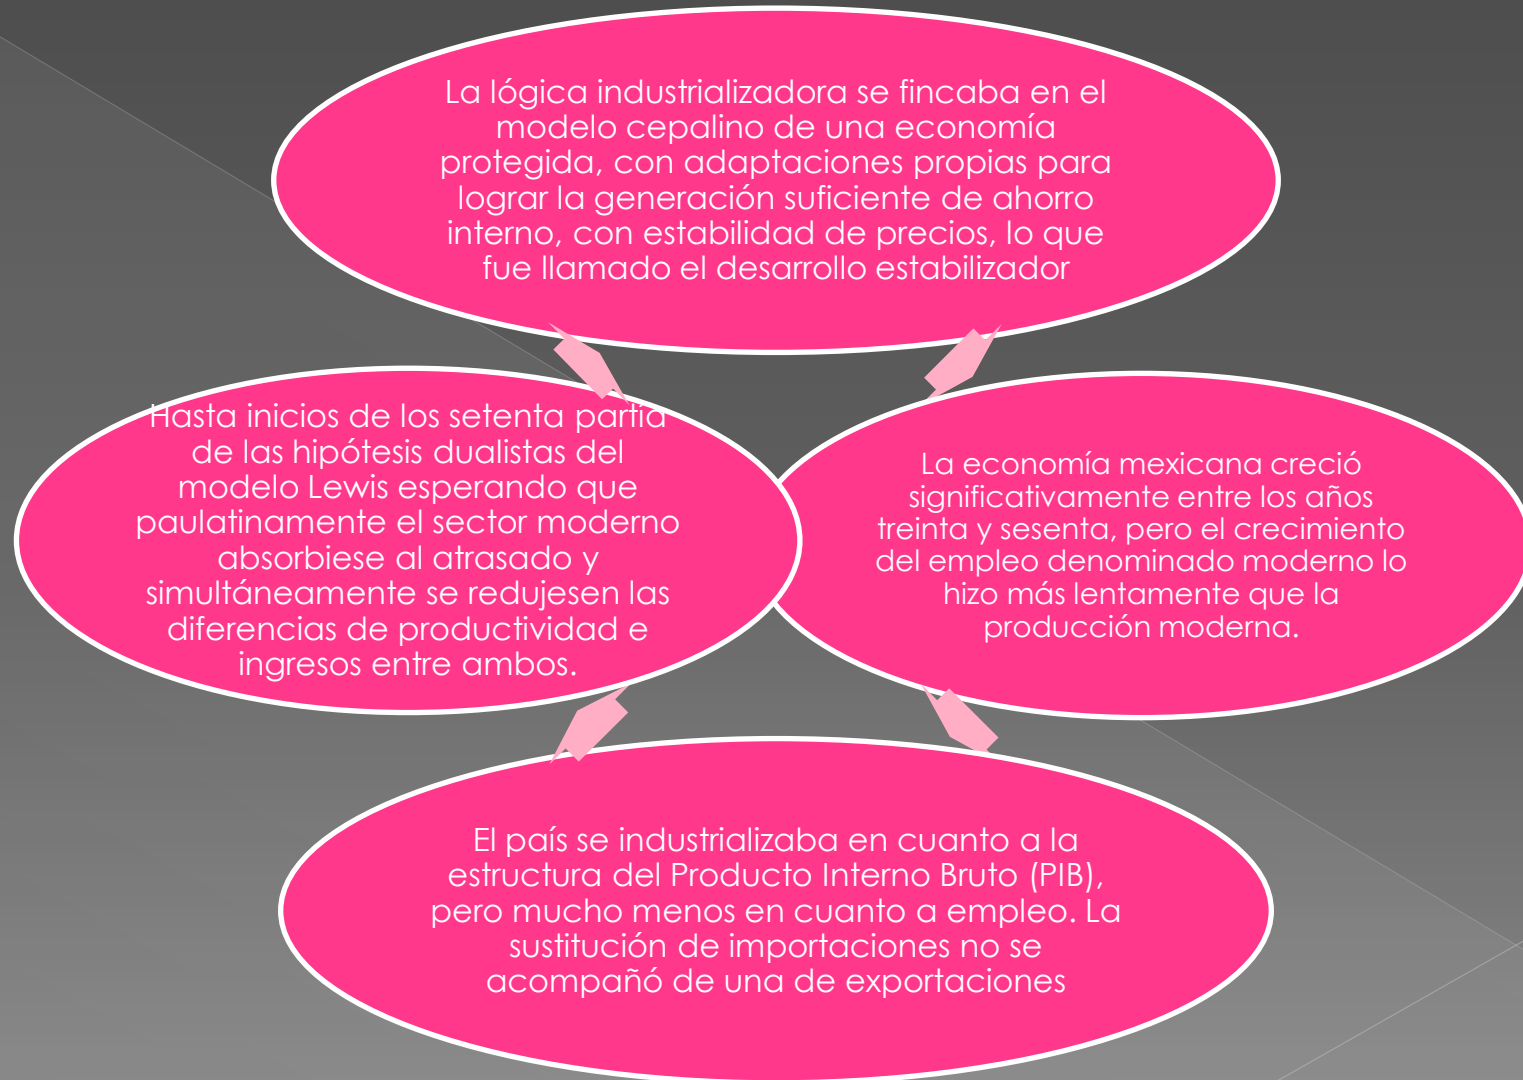 La lógica industrializadora se fincaba en el
modelo cepalino de una economía
protegida, con adaptaciones propias para
lograr la generación suficiente de ahorro
interno, con estabilidad de precios, lo que
fue llamado el desarrollo estabilizador
Hasta inicios de los setenta partía
de las hipótesis dualistas del
modelo Lewis esperando que
paulatinamente el sector moderno
absorbiese al atrasado y
simultáneamente se redujesen las
diferencias de productividad e
ingresos entre ambos.
La economía mexicana creció
significativamente entre los años
treinta y sesenta, pero el crecimiento
del empleo denominado moderno lo
hizo más lentamente que la
producción moderna.
El país se industrializaba en cuanto a la
estructura del Producto Interno Bruto (PIB),
pero mucho menos en cuanto a empleo. La
sustitución de importaciones no se
acompañó de una de exportaciones